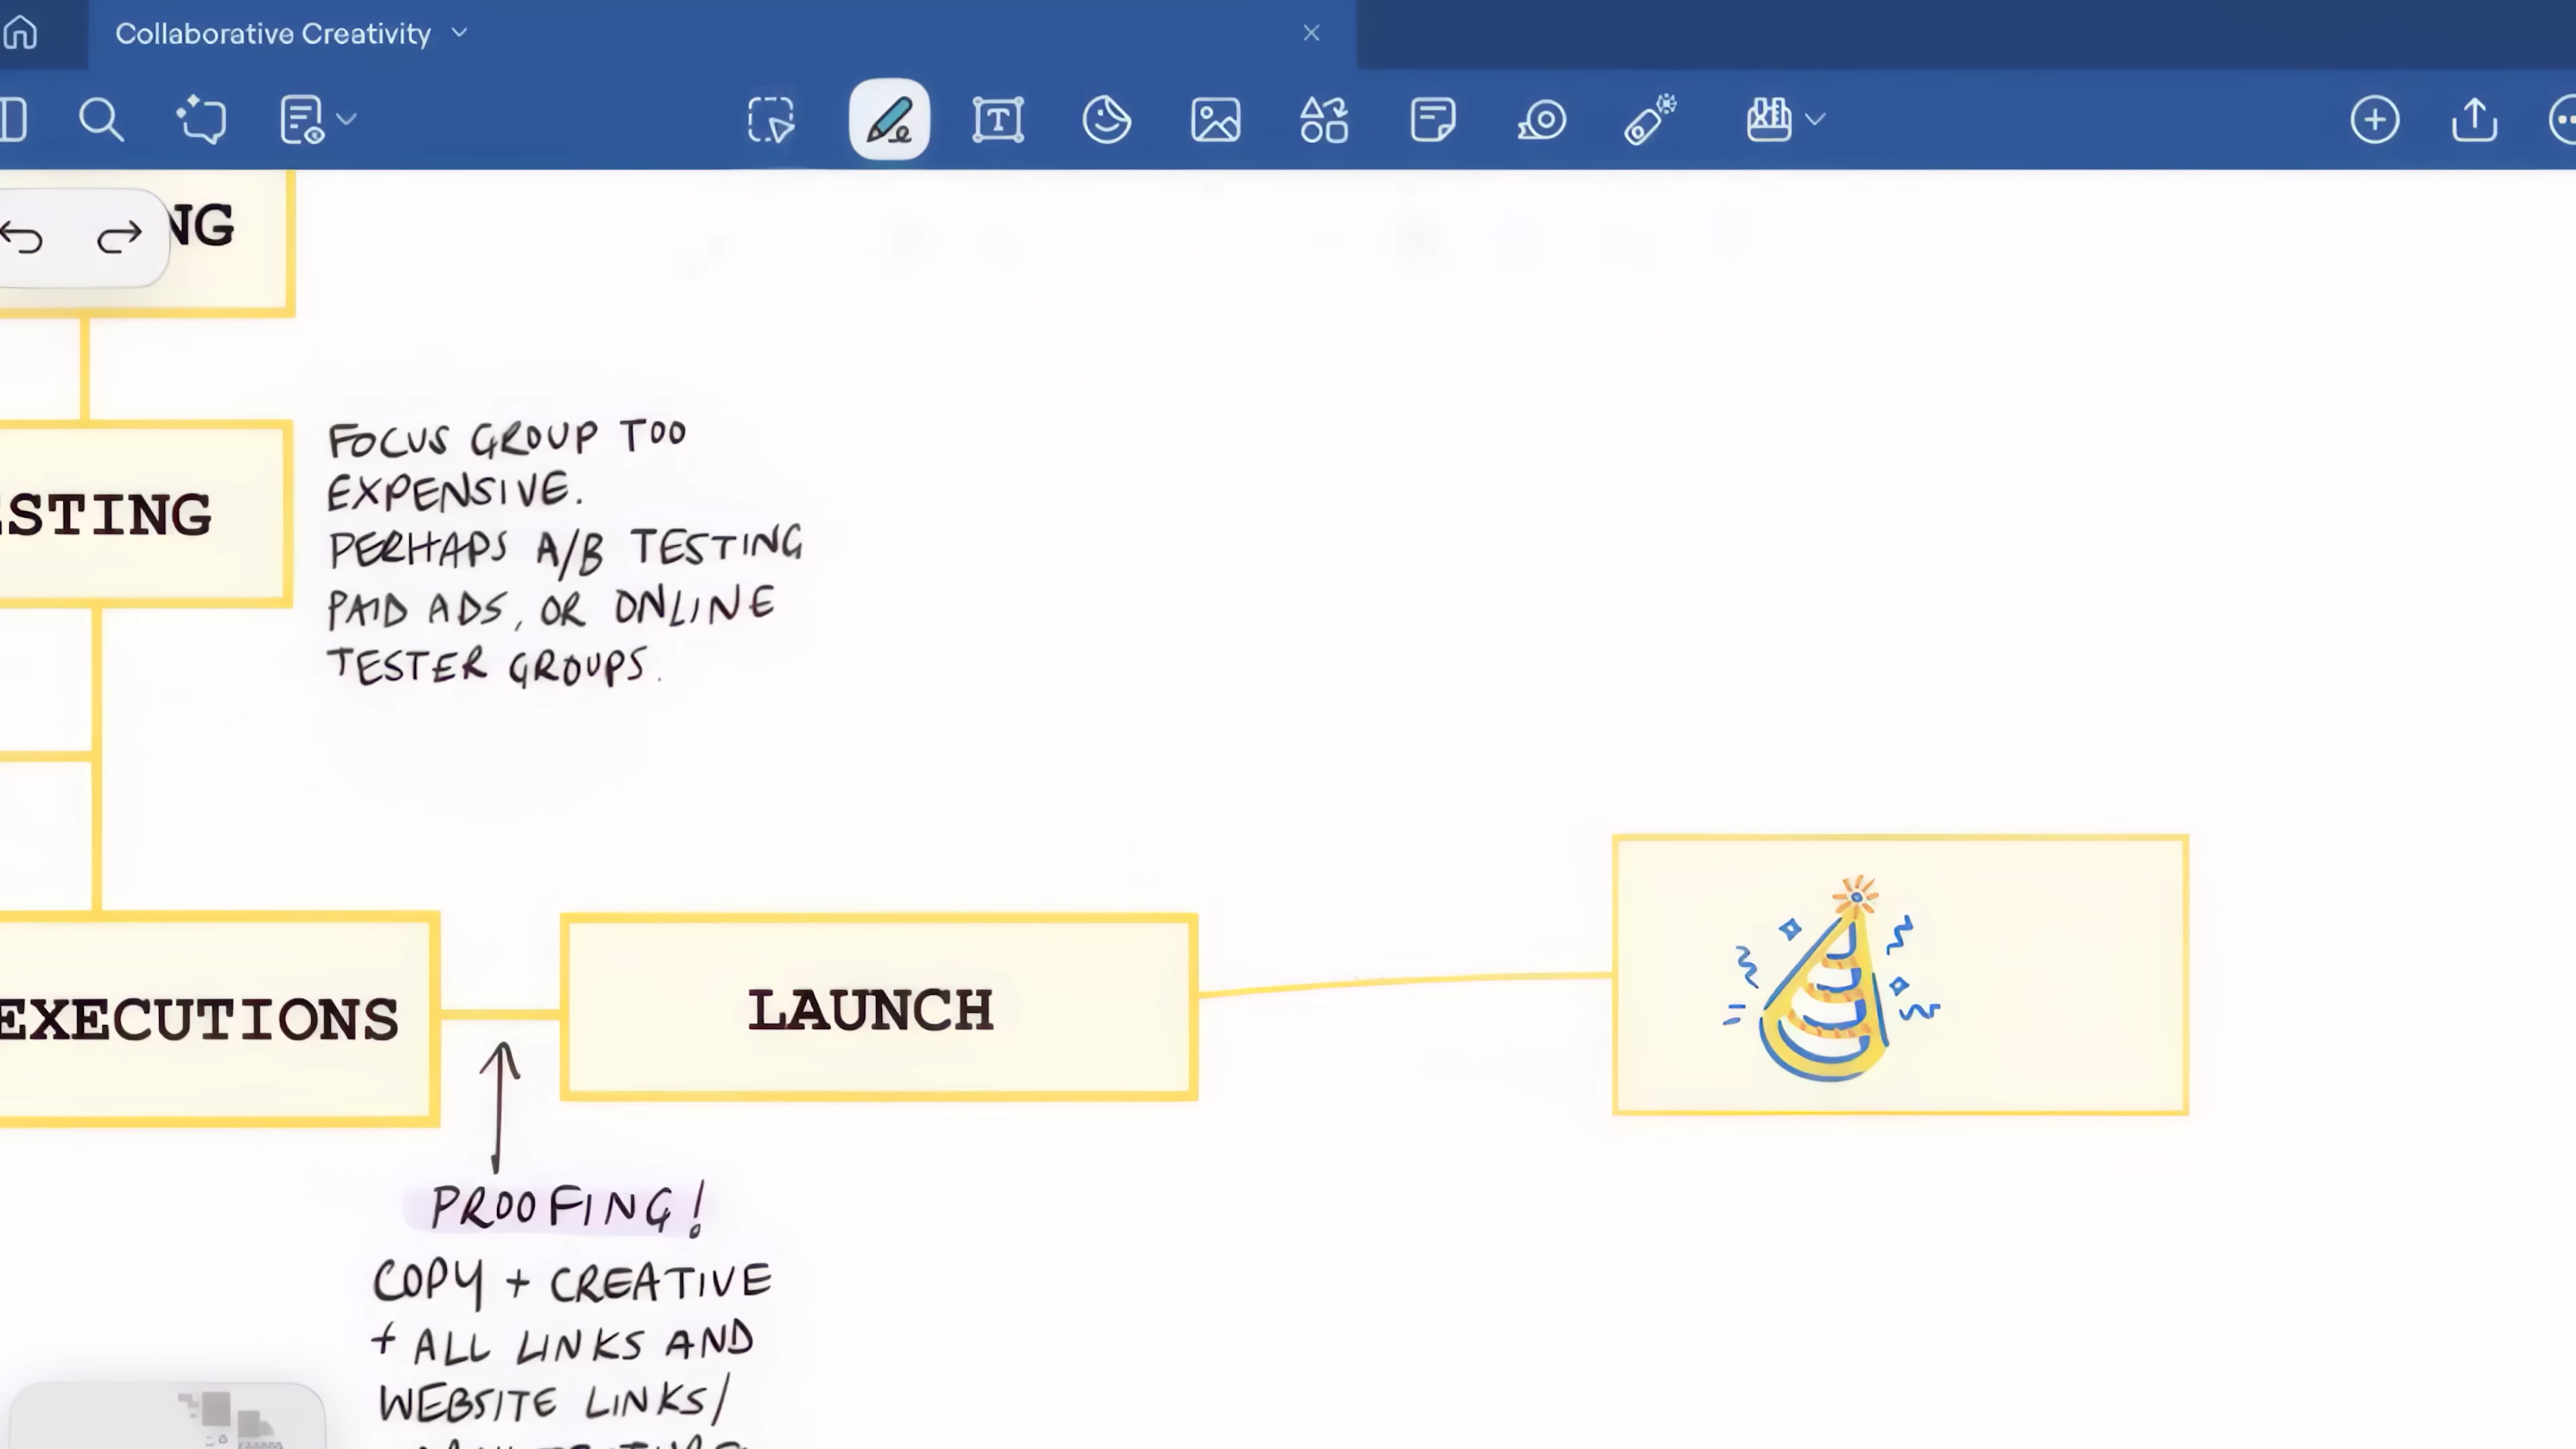 Collaborative Creativity
NG
FOCUS GROUP TOO
EXPENSIVE.
PERHAPS A/B TESTING
PAID ADS, OR ONLINE
TESTER GROUPS.
ESTING
EXECUTIONS
LAUNCH
PROOFING!
COPY + CREATIVE
+ ALL LINKS AND
WEBSITE LINKS/